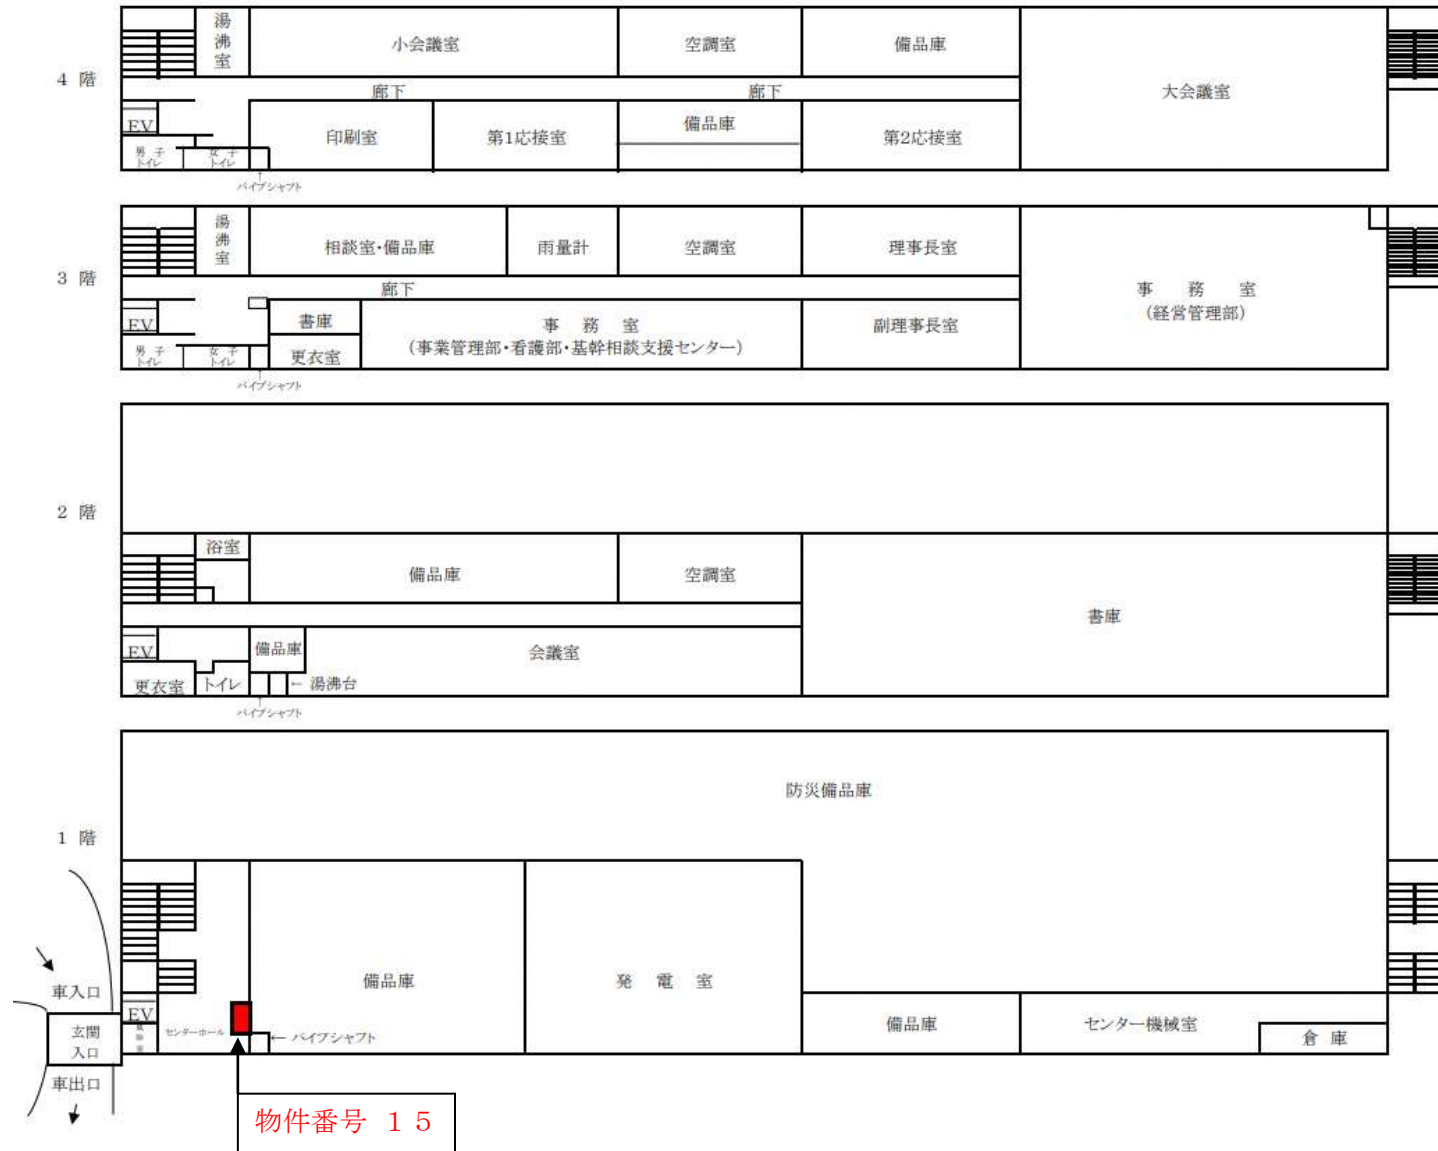 4 階
湯沸室
小会議室
空調室
備品庫
大会議室
廊下
廊下
EV
印刷室
第1応接室
備品庫
第2応接室
男 子
トイレ
女 子
トイレ
↑
パイプシャフト
3 階
湯沸室
相談室・備品庫
雨量計
空調室
理事長室
事 務 室
(経営管理部)
廊下
EV
書庫
更衣室
事 務 室
(事業管理部・看護部・基幹相談支援センター)
副理事長室
男 子
トイレ
女 子
トイレ
↑
パイプシャフト
2 階
浴室
備品庫
空調室
書庫
EV
備品庫
会議室
更衣室
トイレ
← 湯沸台
↑
パイプシャフト
1 階
防災備品庫
備品庫
発 電 室
車入口
EV
玄関
入口
センターホール
← パイプシャフト
備品庫
センター機械室
倉 庫
車出口
物件番号 15